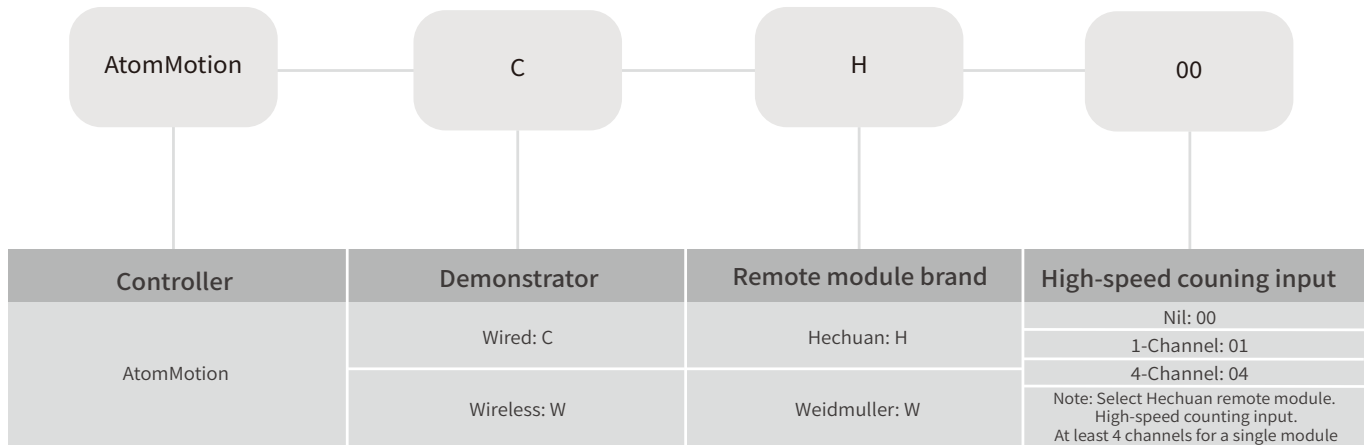 AtomMotion
C
H
00
Controller
Demonstrator
Remote module brand
High-speed couning input
AtomMotion
Wired: C
Wireless: W
Hechuan: H
Weidmuller: W
Nil: 00
1-Channel: 01
4-Channel: 04
Note: Select Hechuan remote module.
High-speed counting input.
At least 4 channels for a single module